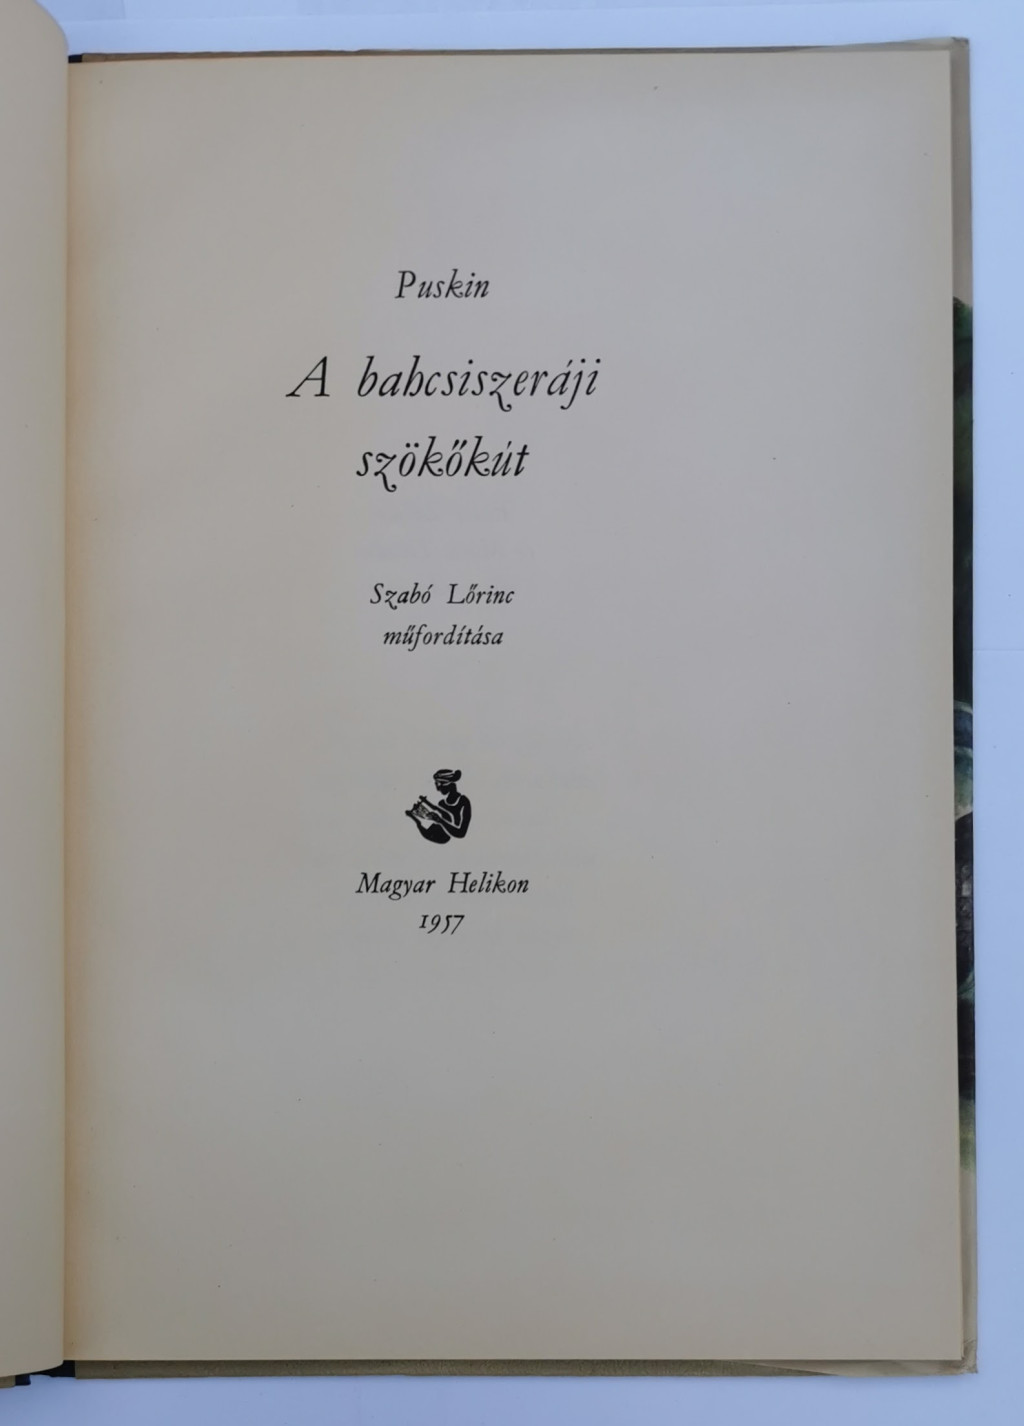 Puskin
A bahcsiszeráji
szökőkút
Szabó Lőrinc
műfordítása
Magyar Helikon
1957